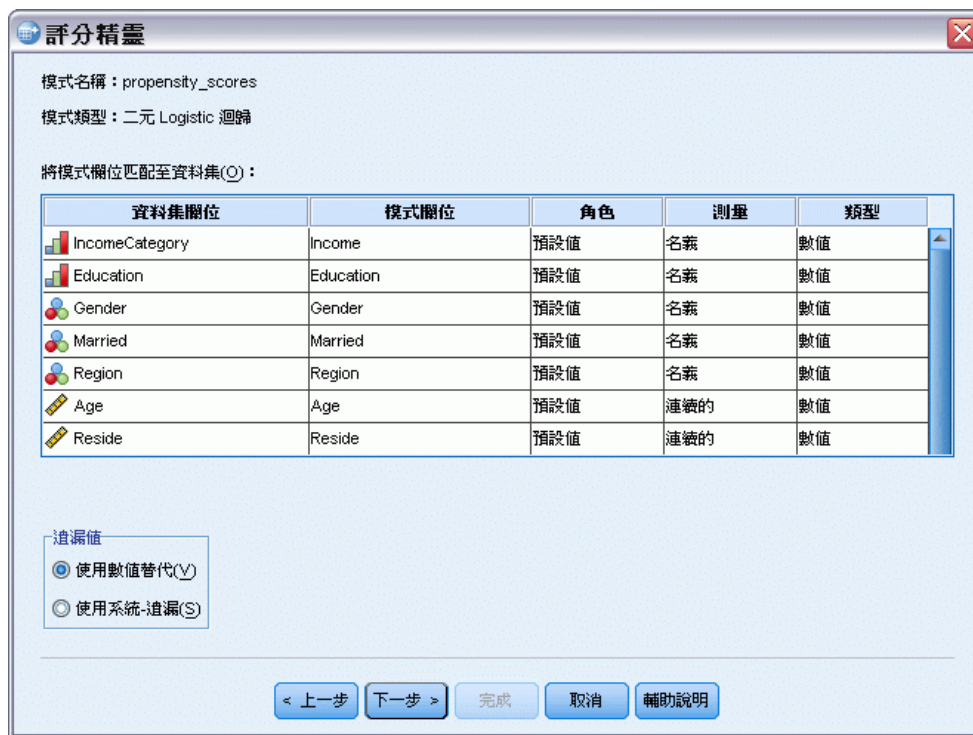 評分精靈
模式名稱：propensity_scores
模式類型：二元 Logistic 迴歸
將模式欄位匹配至資料集(O)：
資料集欄位 模式欄位 角色 測量 類型
IncomeCategory Income 預設值 名義 數值
Education Education 預設值 名義 數值
Gender Gender 預設值 名義 數值
Married Married 預設值 名義 數值
Region Region 預設值 名義 數值
Age Age 預設值 連續的 數值
Reside Reside 預設值 連續的 數值
遺漏值
使用數值替代(V)
使用系統-遺漏(S)
< 上一步 下一步 > 完成 取消 輔助說明